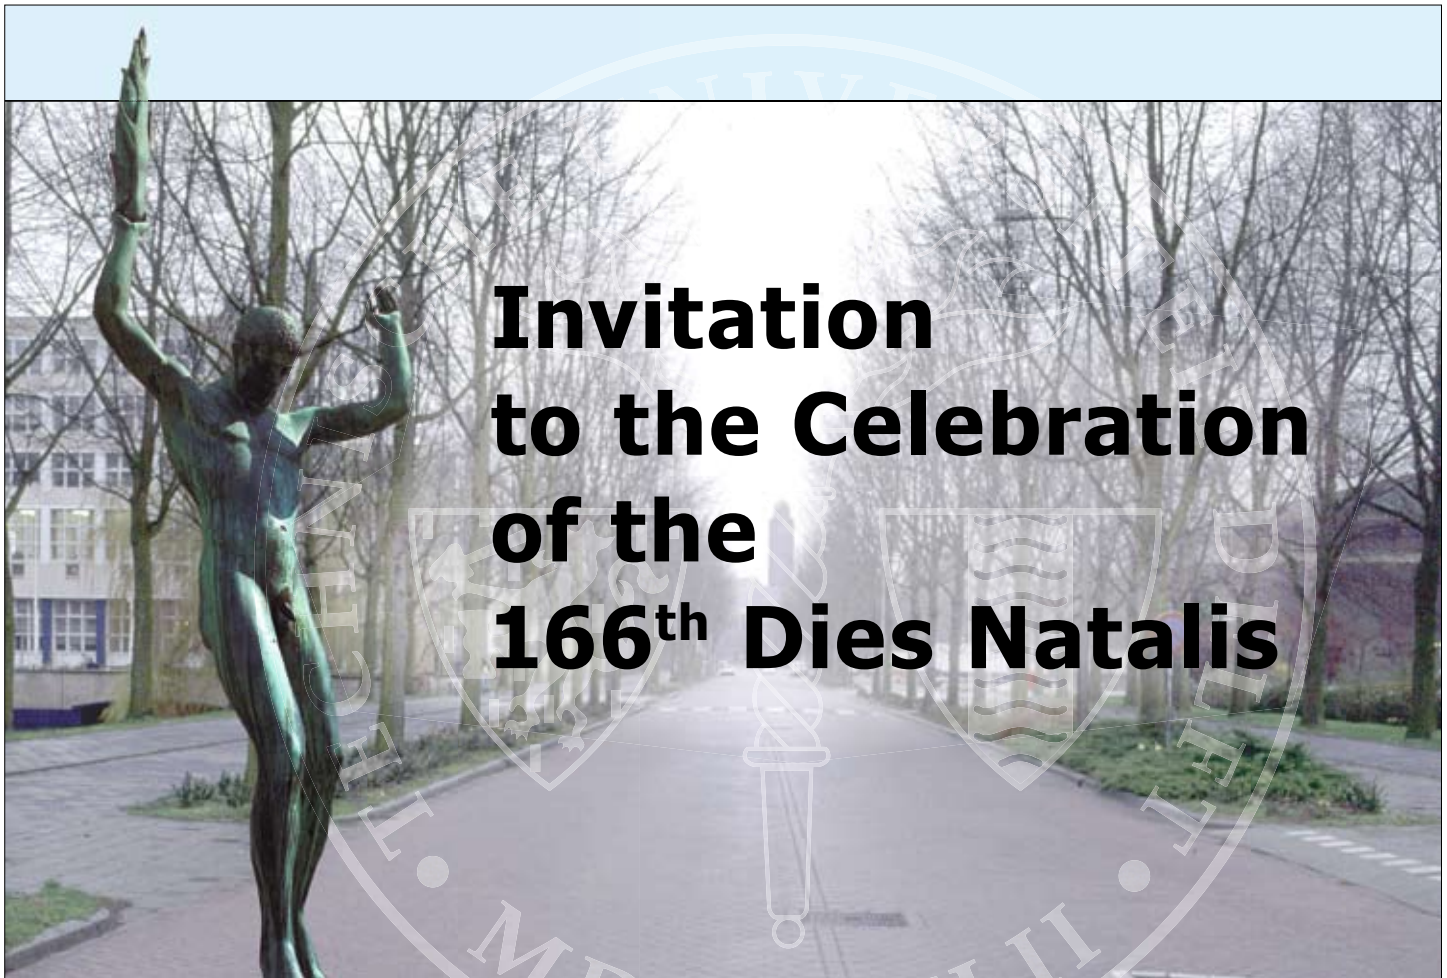 Invitation
to the Celebration
of the
166th Dies Natalis